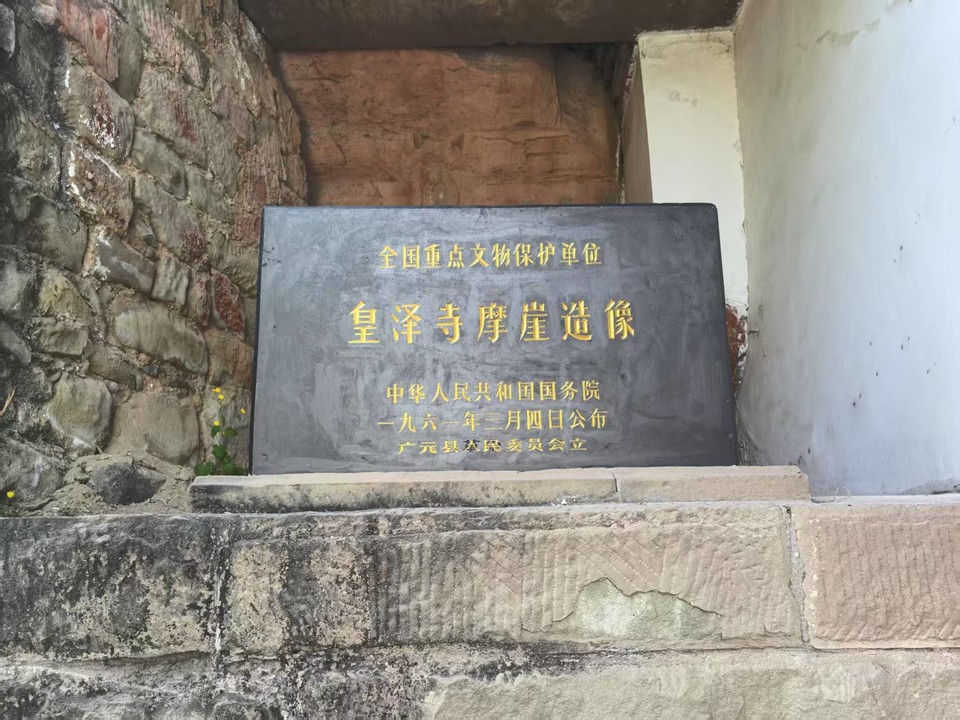 全国重点文物保护单位
皇泽寺摩崖造像
中华人民共和国国务院
一九六一年三月四日公布
广元县人民委员会立